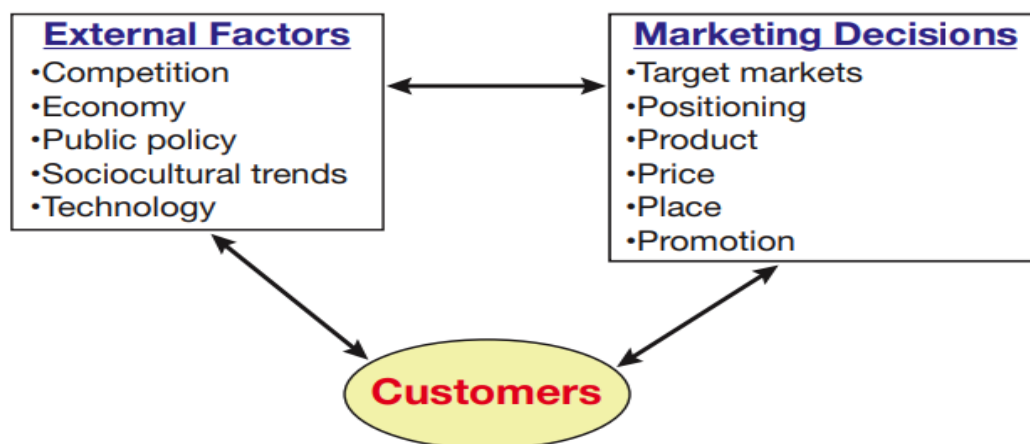 External Factors
•Competition
•Economy
•Public policy
•Sociocultural trends
•Technology
Marketing Decisions
•Target markets
•Positioning
•Product
•Price
•Place
•Promotion
Customers